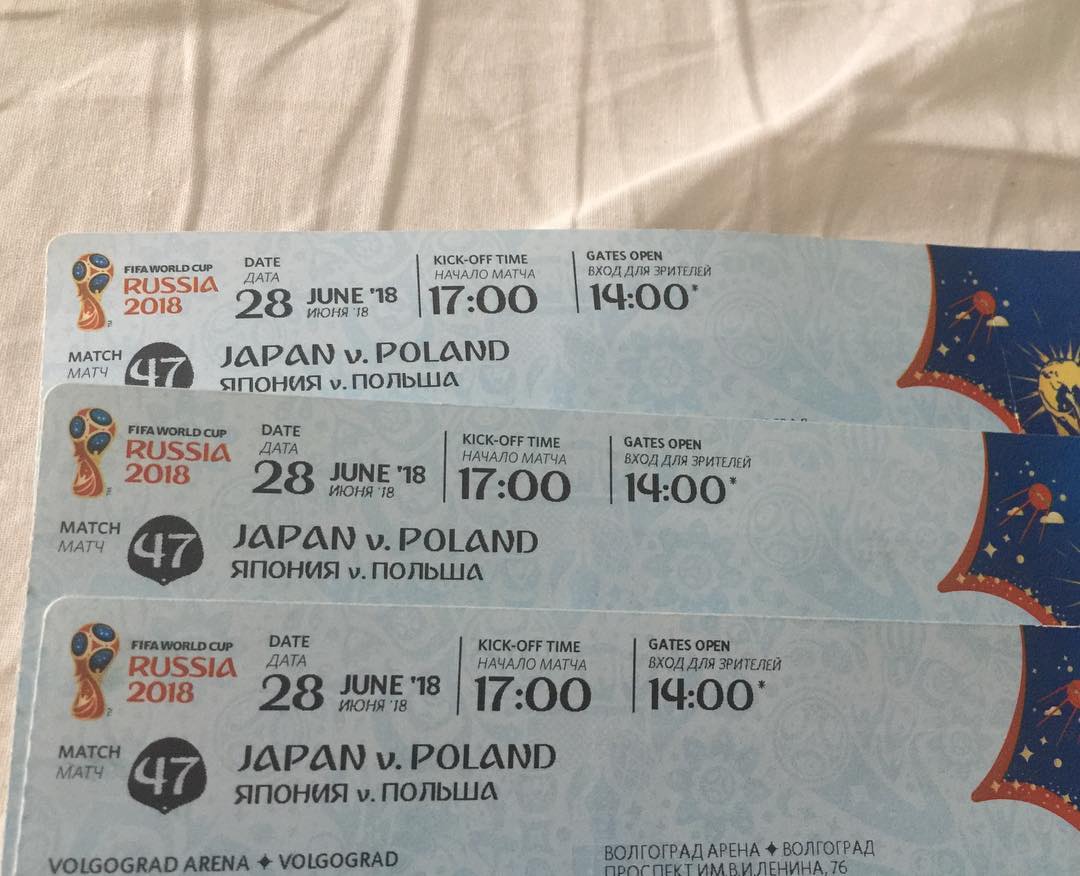 FIFA WORLD CUP
RUSSIA
2018
DATE
ДАТА
28 JUNE '18
ИЮНЯ '18
KICK-OFF TIME
НАЧАЛО МАТЧА
17:00
GATES OPEN
ВХОД ДЛЯ ЗРИТЕЛЕЙ
14:00*
MATCH
МАТЧ
47
JAPAN v. POLAND
ЯПОНИЯ v. ПОЛЬША
FIFA WORLD CUP
RUSSIA
2018
DATE
ДАТА
28 JUNE '18
ИЮНЯ '18
KICK-OFF TIME
НАЧАЛО МАТЧА
17:00
GATES OPEN
ВХОД ДЛЯ ЗРИТЕЛЕЙ
14:00*
MATCH
МАТЧ
47
JAPAN v. POLAND
ЯПОНИЯ v. ПОЛЬША
FIFA WORLD CUP
RUSSIA
2018
DATE
ДАТА
28 JUNE '18
ИЮНЯ '18
KICK-OFF TIME
НАЧАЛО МАТЧА
17:00
GATES OPEN
ВХОД ДЛЯ ЗРИТЕЛЕЙ
14:00*
MATCH
МАТЧ
47
JAPAN v. POLAND
ЯПОНИЯ v. ПОЛЬША
VOLGOGRAD ARENA ✦ VOLGOGRAD
ВОЛГОГРАД АРЕНА ✦ ВОЛГОГРАД
ПРОСПЕКТ ИМ.В.И.ЛЕНИНА, 76